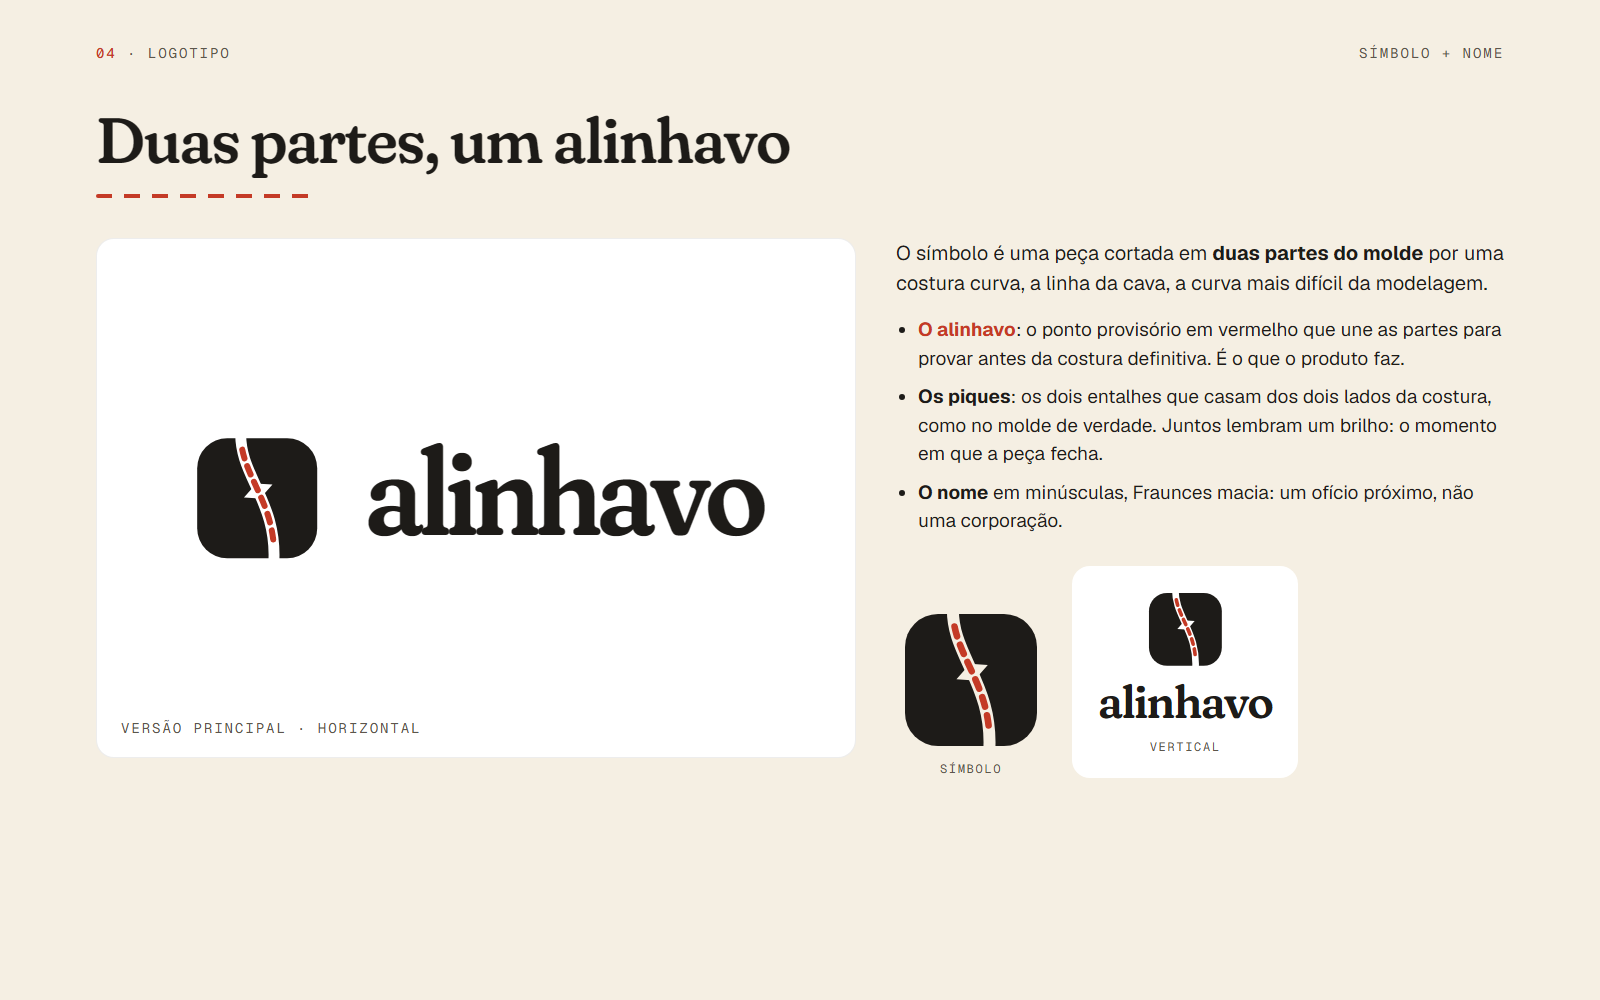 04 · LOGOTIPO
SÍMBOLO + NOME
Duas partes, um alinhavo
alinhavo
VERSÃO PRINCIPAL · HORIZONTAL
O símbolo é uma peça cortada em duas partes do molde por uma
costura curva, a linha da cava, a curva mais difícil da modelagem.
• O alinhavo: o ponto provisório em vermelho que une as partes para
provar antes da costura definitiva. É o que o produto faz.
• Os piques: os dois entalhes que casam dos dois lados da costura,
como no molde de verdade. Juntos lembram um brilho: o momento
em que a peça fecha.
• O nome em minúsculas, Fraunces macia: um ofício próximo, não
uma corporação.
SÍMBOLO
alinhavo
VERTICAL